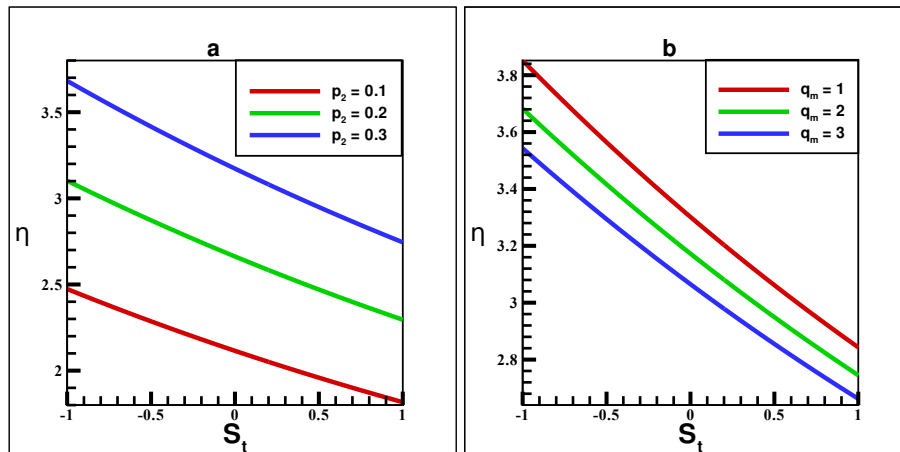 a
p2 = 0.1
p2 = 0.2
p2 = 0.3
3.5
3
2.5
2
η
-1 -0.5 0 0.5 1
St
b
qm = 1
qm = 2
qm = 3
3.8
3.6
3.4
3.2
3
2.8
η
-1 -0.5 0 0.5 1
St